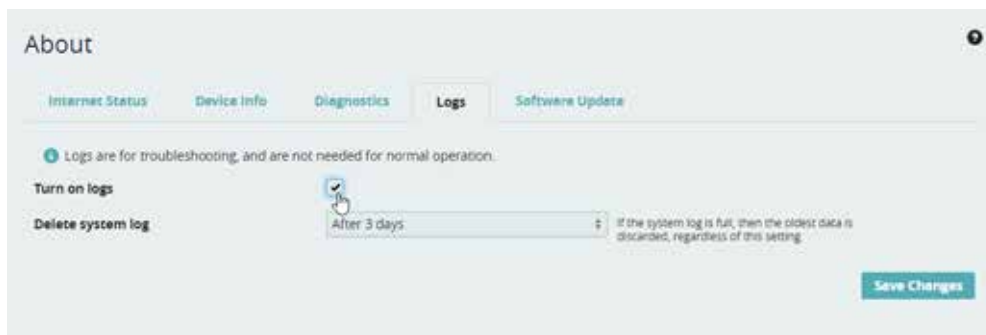 About
Internet Status Device Info Diagnostics Logs Software Update
Logs are for troubleshooting, and are not needed for normal operation.
Turn on logs
Delete system log After 3 days If the system log is full, then the oldest data is
discarded, regardless of this setting
Save Changes